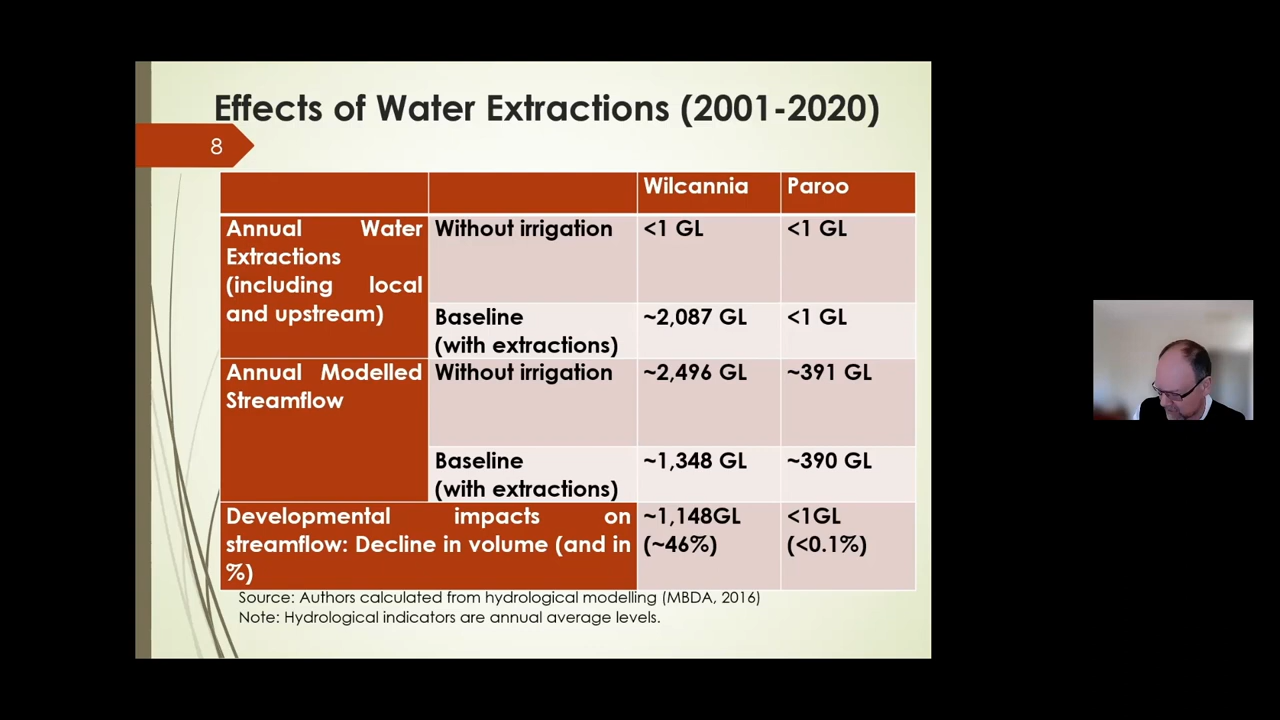 Effects of Water Extractions (2001-2020)
8
Wilcannia Paroo
Annual Water
Extractions
(including local
and upstream)
Without irrigation <1 GL <1 GL
Baseline
(with extractions)
~2,087 GL <1 GL
Annual Modelled
Streamflow
Without irrigation ~2,496 GL ~391 GL
Baseline
(with extractions)
~1,348 GL ~390 GL
Developmental impacts on
streamflow: Decline in volume (and in
%)
~1,148GL
(~46%)
<1GL
(<0.1%)
Source: Authors calculated from hydrological modelling (MBDA, 2016)
Note: Hydrological indicators are annual average levels.